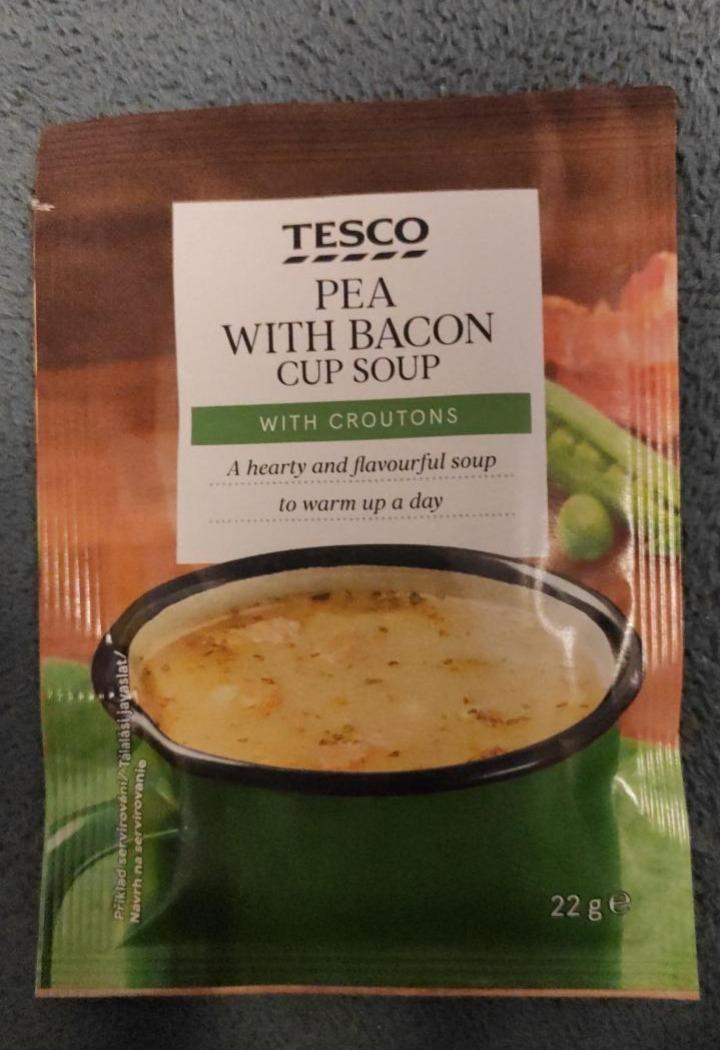 TESCO
PEA
WITH BACON
CUP SOUP
WITH CROUTONS
A hearty and flavourful soup
to warm up a day
Příklad servírování/ Tálalási javaslat/
Návrh na servírovanie
22 g ℮